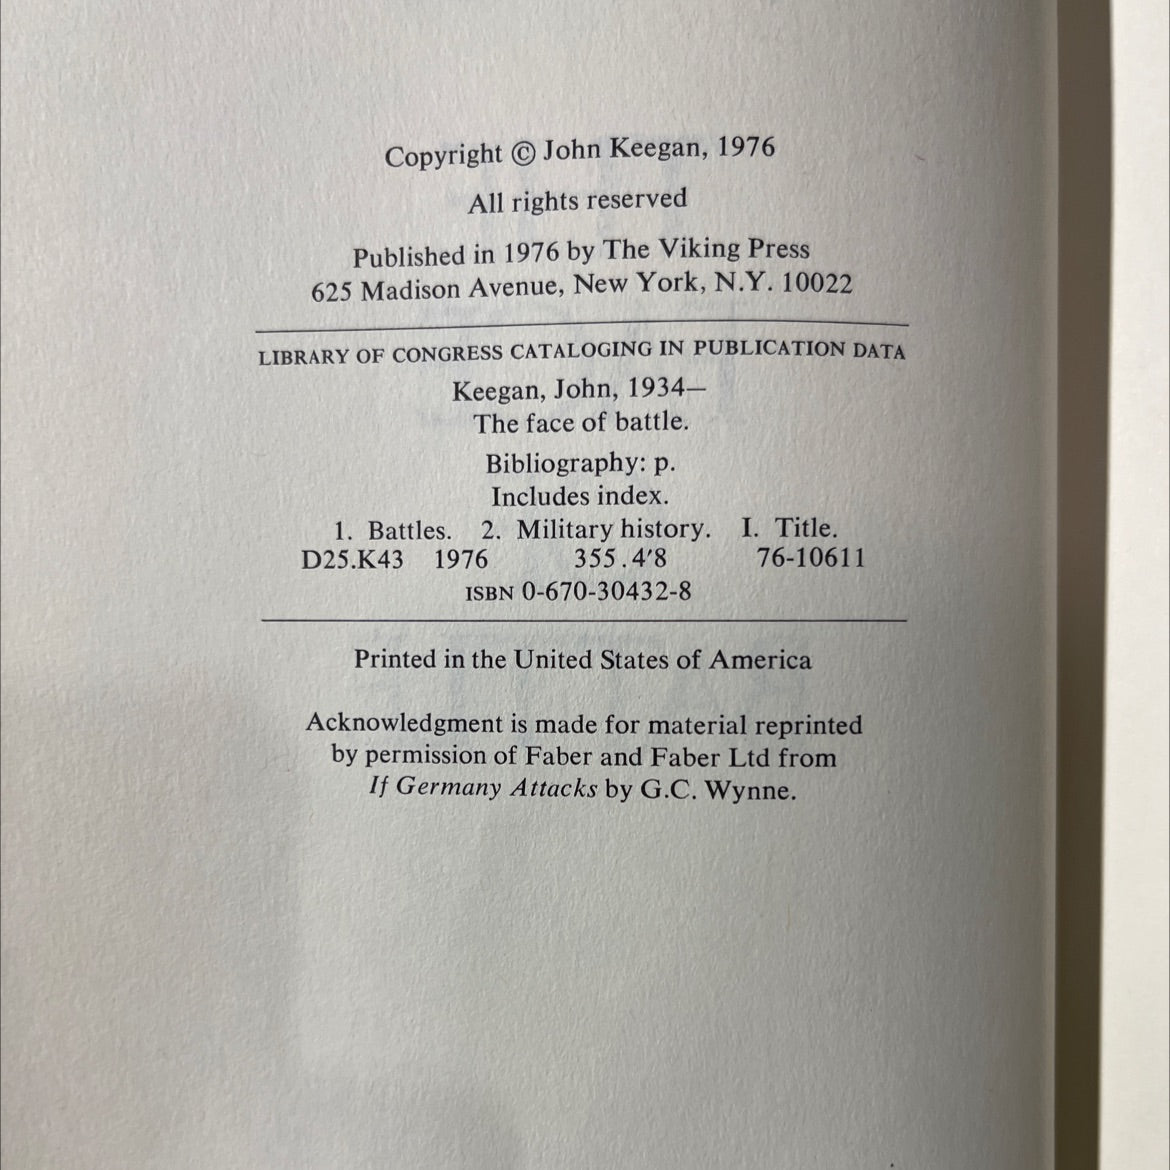 Copyright © John Keegan, 1976
All rights reserved
Published in 1976 by The Viking Press
625 Madison Avenue, New York, N.Y. 10022
LIBRARY OF CONGRESS CATALOGING IN PUBLICATION DATA
Keegan, John, 1934—
The face of battle.
Bibliography: p.
Includes index.
1. Battles. 2. Military history. I. Title.
D25.K43 1976 355.4′8 76-10611
ISBN 0-670-30432-8
Printed in the United States of America
Acknowledgment is made for material reprinted
by permission of Faber and Faber Ltd from
If Germany Attacks by G.C. Wynne.